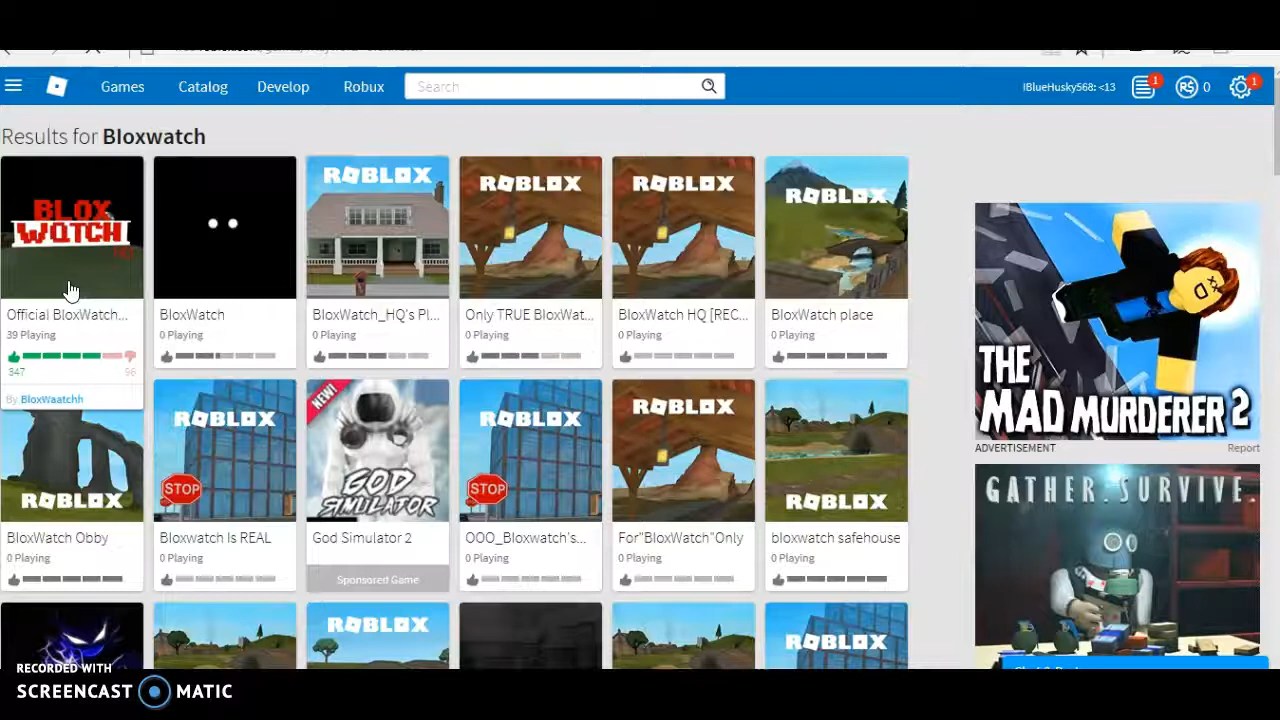 Games Catalog Develop Robux Search lBlueHusky568: <13 1 R$ 0 1
Results for Bloxwatch
BLOX
WATCH
ROBLOX
ROBLOX
ROBLOX
ROBLOX
Official BloxWatch...
BloxWatch
BloxWatch_HQ's Pl...
Only TRUE BloxWat...
BloxWatch HQ [REC...
BloxWatch place
39 Playing
0 Playing
0 Playing
0 Playing
0 Playing
0 Playing
347 96
By BloxWaatchh
THE
MAD MURDERER 2
ADVERTISEMENT Report
ROBLOX
ROBLOX
STOP
NEW!
GOD
SIMULATOR
ROBLOX
STOP
ROBLOX
ROBLOX
BloxWatch Obby
Bloxwatch Is REAL
God Simulator 2
OOO_Bloxwatch's...
For"BloxWatch"Only
bloxwatch safehouse
0 Playing
0 Playing
Sponsored Game
0 Playing
0 Playing
0 Playing
0 Playing
GATHER. SURVIVE.
ROBLOX
ROBLOX
RECORDED WITH
SCREENCAST MATIC